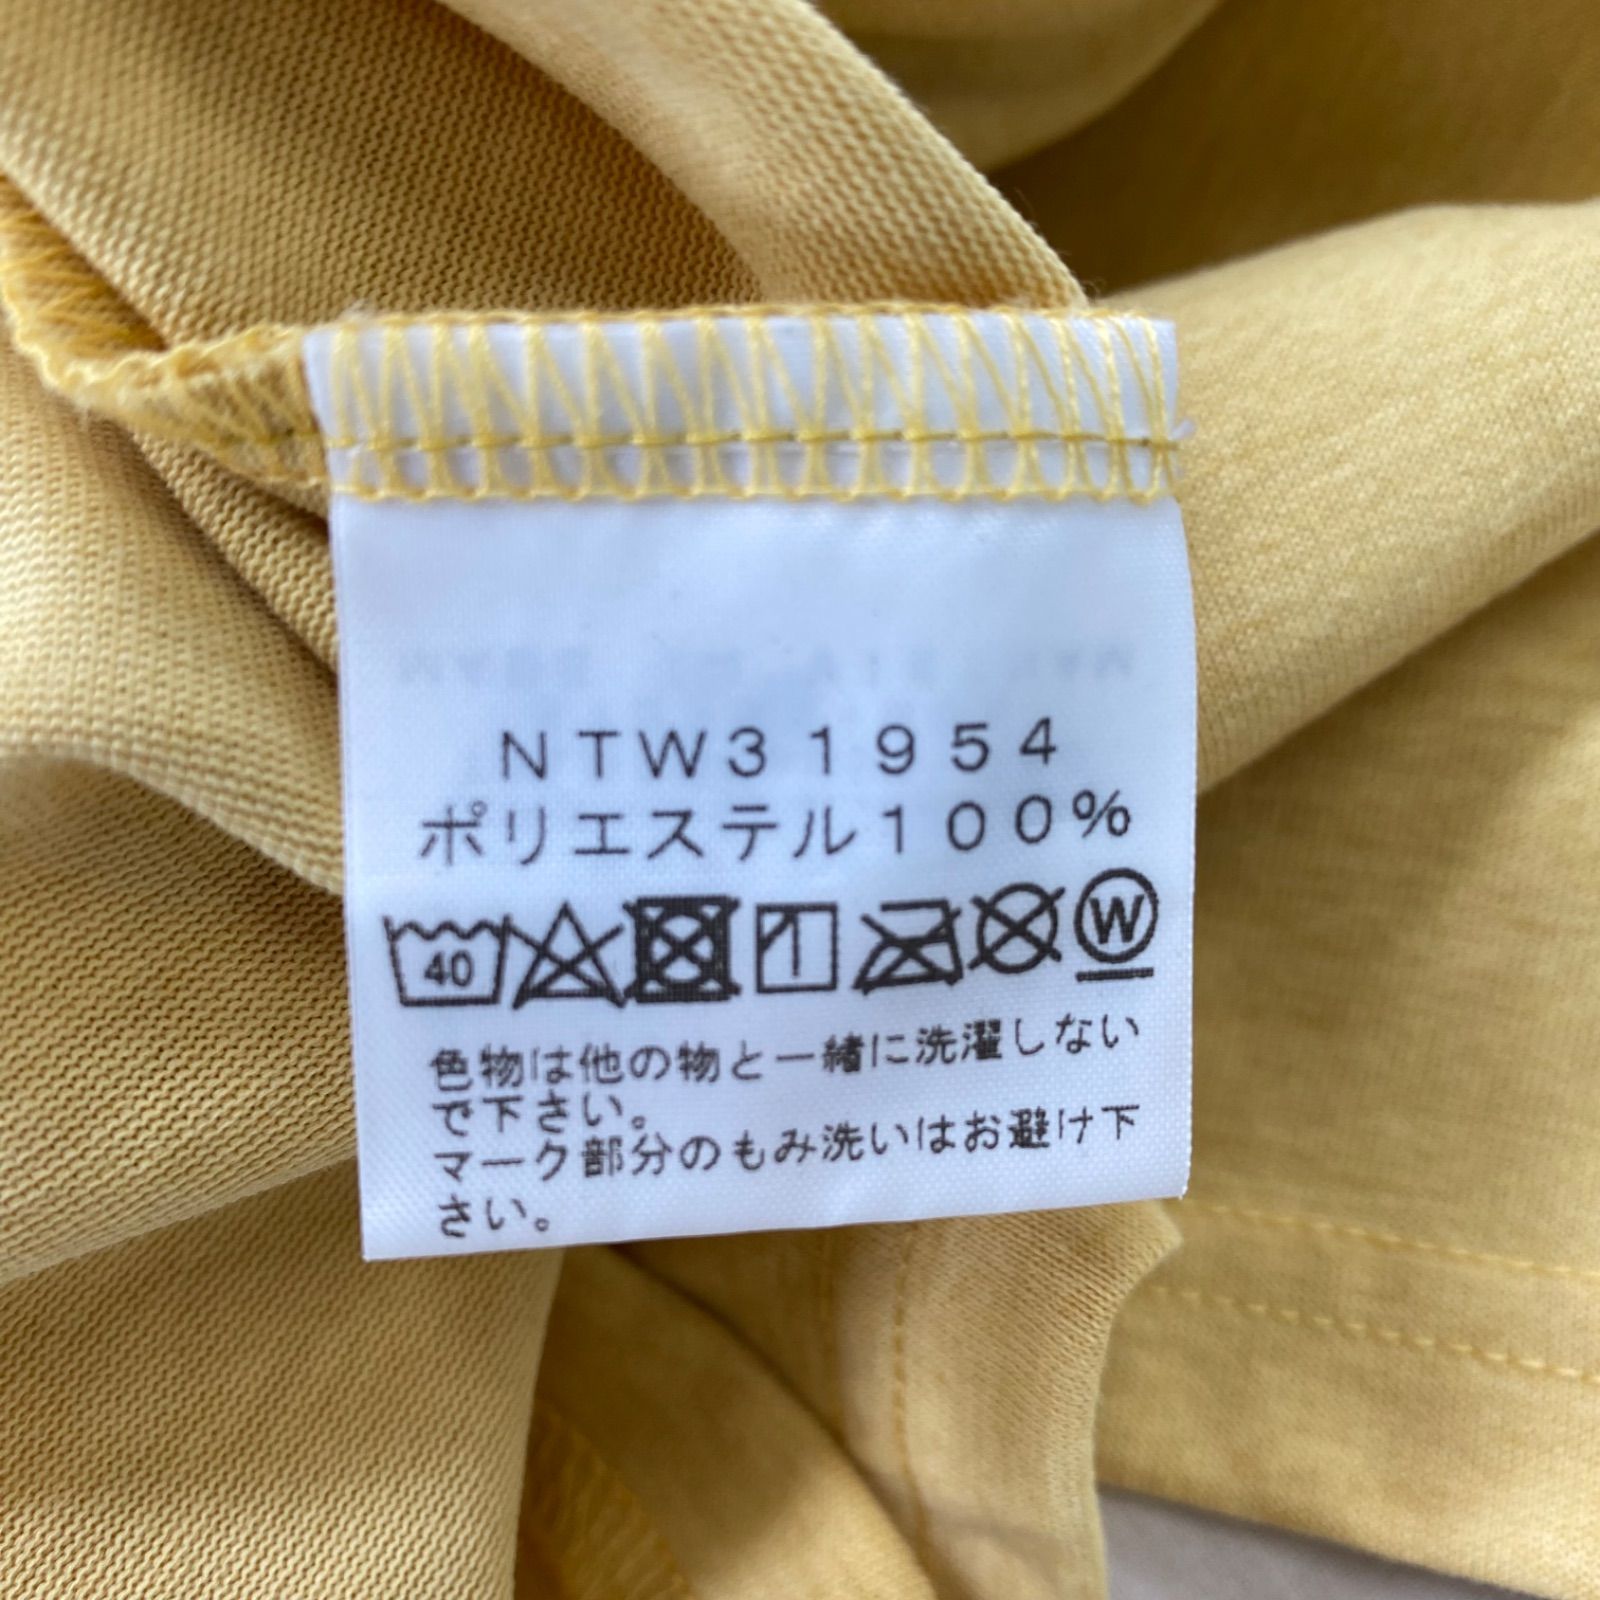 NTW31954
ポリエステル100%
40 W
色物は他の物と一緒に洗濯しない
で下さい。
マーク部分のもみ洗いはお避け下
さい。